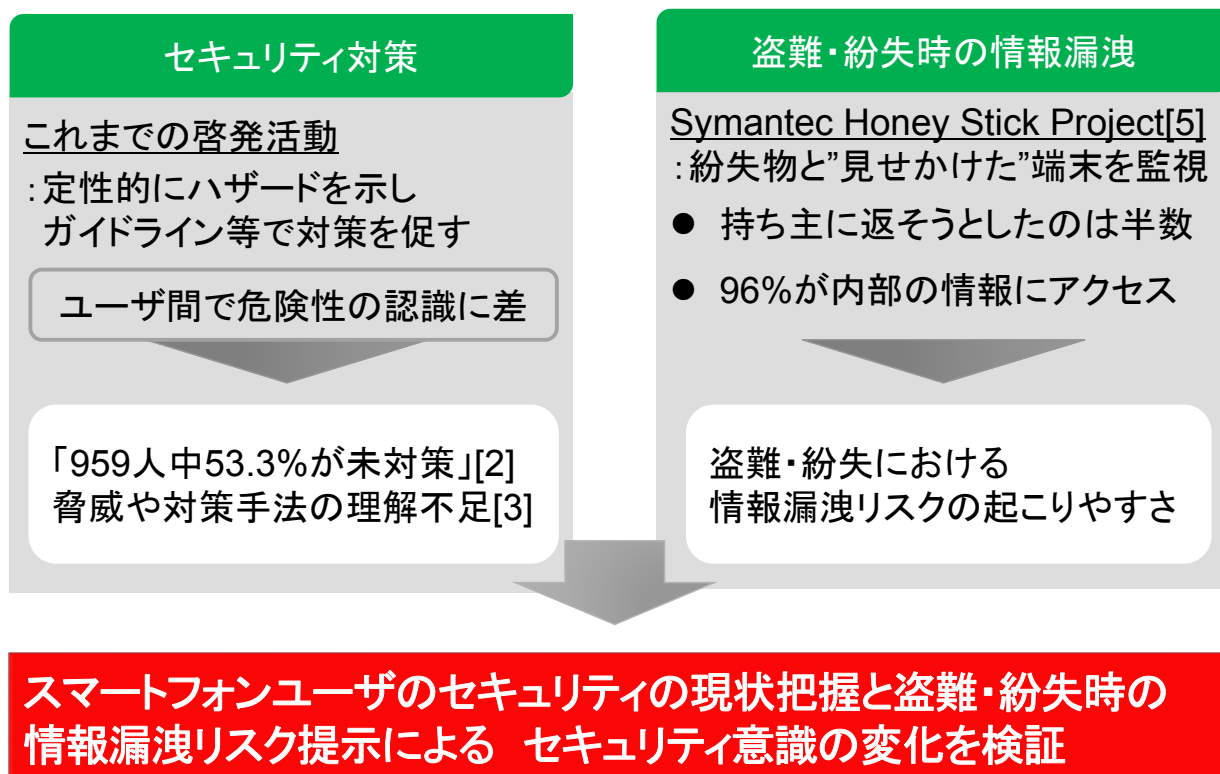 セキュリティ対策
これまでの啓発活動
:定性的にハザードを示し
ガイドライン等で対策を促す
ユーザ間で危険性の認識に差
「959人中53.3%が未対策」[2]
脅威や対策手法の理解不足[3]
盗難・紛失時の情報漏洩
Symantec Honey Stick Project[5]
:紛失物と”見せかけた”端末を監視
● 持ち主に返そうとしたのは半数
● 96%が内部の情報にアクセス
盗難・紛失における
情報漏洩リスクの起こりやすさ
スマートフォンユーザのセキュリティの現状把握と盗難・紛失時の
情報漏洩リスク提示による　セキュリティ意識の変化を検証